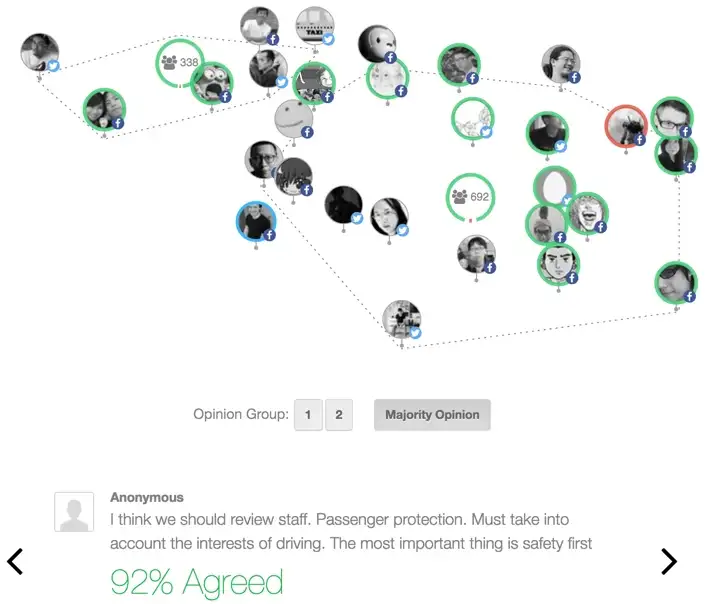 TAXI
338
692
Opinion Group: 1 2 Majority Opinion
Anonymous
I think we should review staff. Passenger protection. Must take into
account the interests of driving. The most important thing is safety first
92% Agreed